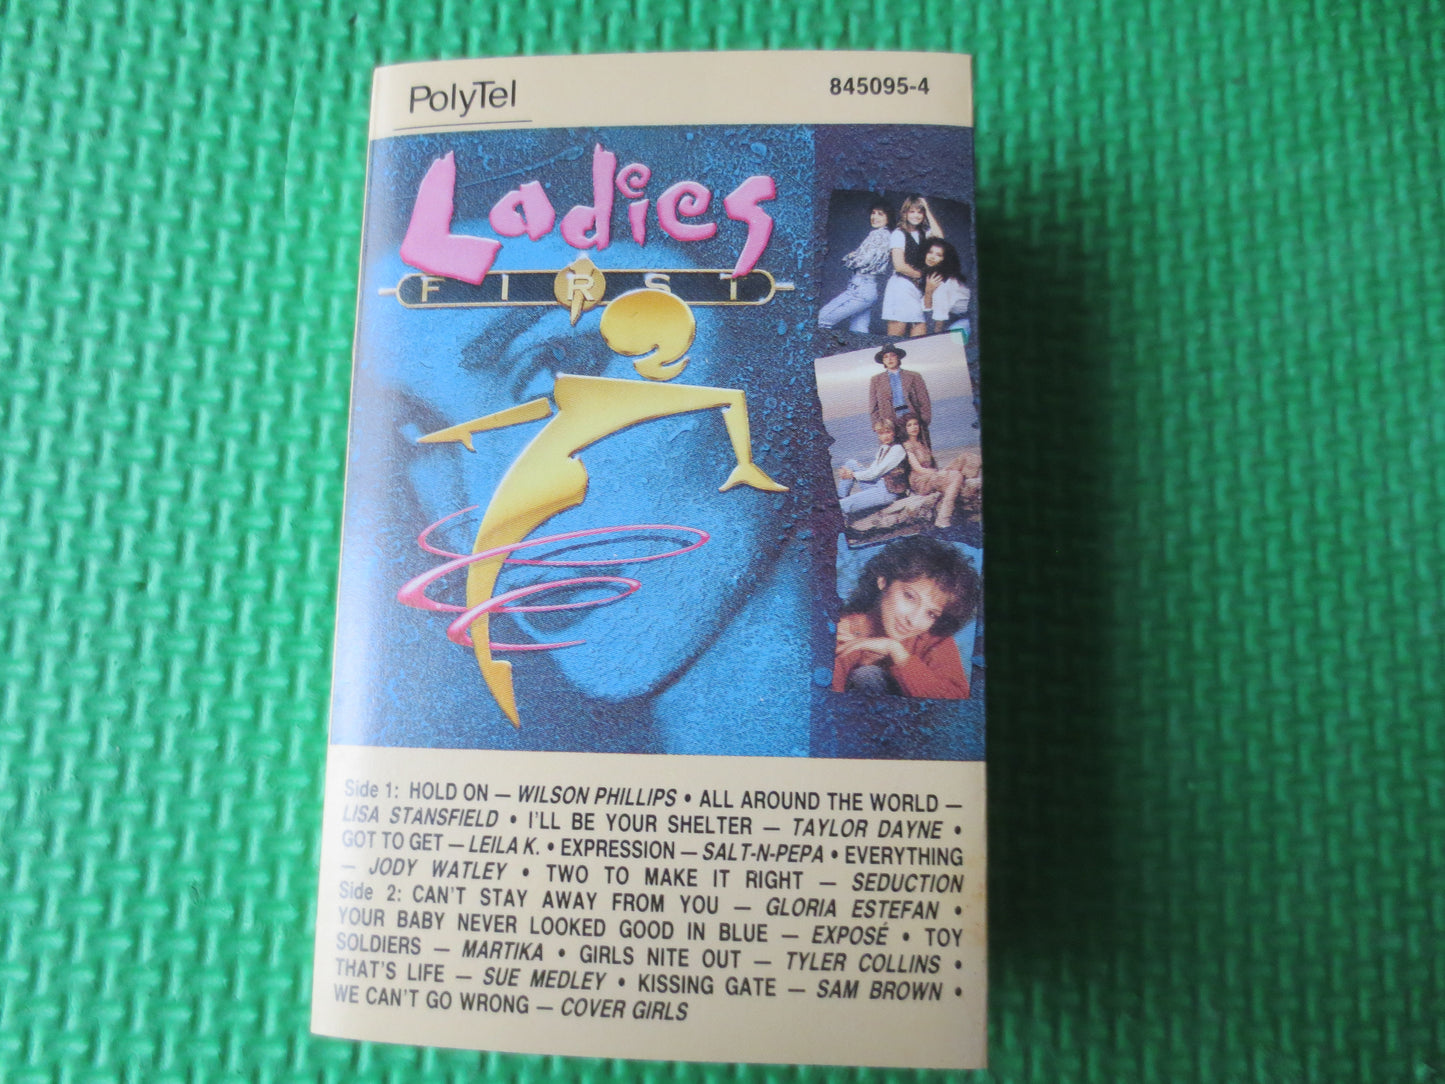 PolyTel
845095-4
Ladies
FIRST
Side 1: HOLD ON — WILSON PHILLIPS • ALL AROUND THE WORLD —
LISA STANSFIELD • I'LL BE YOUR SHELTER — TAYLOR DAYNE •
GOT TO GET — LEILA K. • EXPRESSION — SALT-N-PEPA • EVERYTHING
— JODY WATLEY • TWO TO MAKE IT RIGHT — SEDUCTION
Side 2: CAN'T STAY AWAY FROM YOU — GLORIA ESTEFAN •
YOUR BABY NEVER LOOKED GOOD IN BLUE — EXPOSÉ • TOY
SOLDIERS — MARTIKA • GIRLS NITE OUT — TYLER COLLINS •
THAT'S LIFE — SUE MEDLEY • KISSING GATE — SAM BROWN •
WE CAN'T GO WRONG — COVER GIRLS